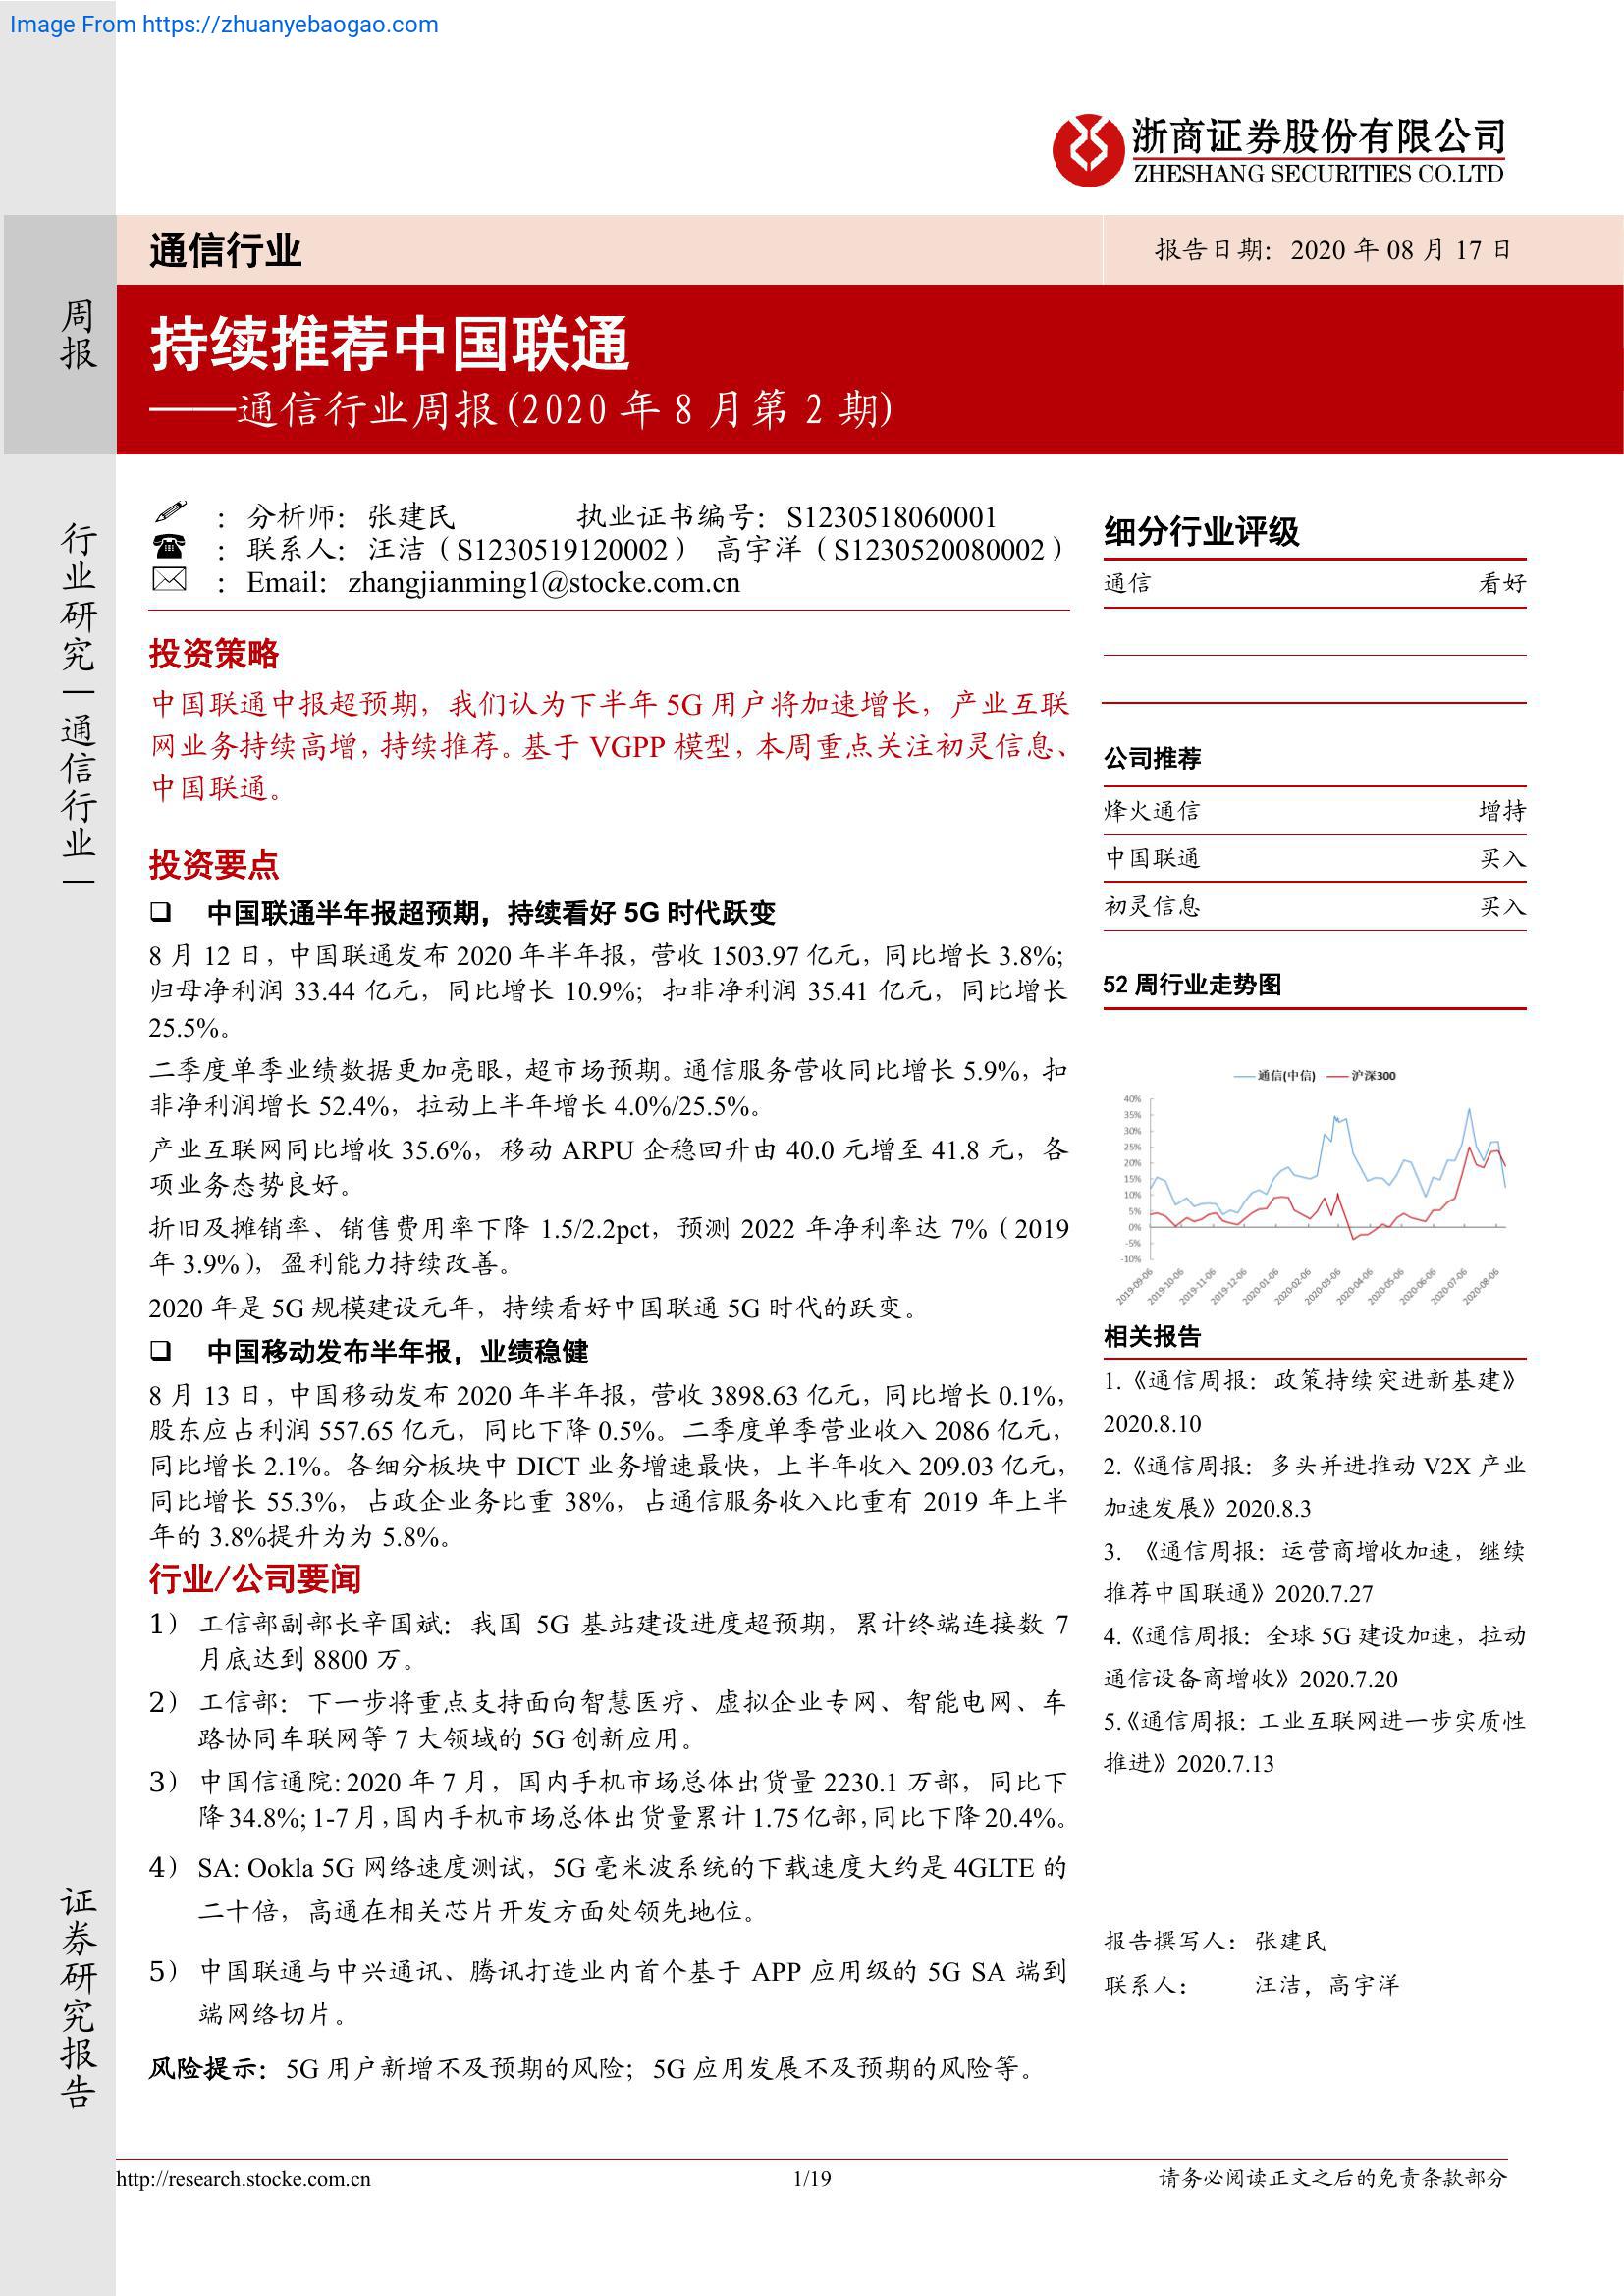 Image From https://zhuanyebaogao.com
浙商证券股份有限公司
ZHESHANG SECURITIES CO.LTD
通信行业
报告日期：2020 年 08 月 17 日
周报
持续推荐中国联通
——通信行业周报(2020 年 8 月第 2 期)
行业研究｜通信行业｜
证券研究报告
：分析师：张建民 执业证书编号：S1230518060001
：联系人：汪洁（S1230519120002） 高宇洋（S1230520080002）
：Email：zhangjianming1@stocke.com.cn
投资策略
中国联通中报超预期，我们认为下半年 5G 用户将加速增长，产业互联
网业务持续高增，持续推荐。基于 VGPP 模型，本周重点关注初灵信息、
中国联通。
投资要点
❑ 中国联通半年报超预期，持续看好 5G 时代跃变
8 月 12 日，中国联通发布 2020 年半年报，营收 1503.97 亿元，同比增长 3.8%；
归母净利润 33.44 亿元，同比增长 10.9%；扣非净利润 35.41 亿元，同比增长
25.5%。
二季度单季业绩数据更加亮眼，超市场预期。通信服务营收同比增长 5.9%，扣
非净利润增长 52.4%，拉动上半年增长 4.0%/25.5%。
产业互联网同比增收 35.6%，移动 ARPU 企稳回升由 40.0 元增至 41.8 元，各
项业务态势良好。
折旧及摊销率、销售费用率下降 1.5/2.2pct，预测 2022 年净利率达 7%（2019
年 3.9%），盈利能力持续改善。
2020 年是 5G 规模建设元年，持续看好中国联通 5G 时代的跃变。
❑ 中国移动发布半年报，业绩稳健
8 月 13 日，中国移动发布 2020 年半年报，营收 3898.63 亿元，同比增长 0.1%，
股东应占利润 557.65 亿元，同比下降 0.5%。二季度单季营业收入 2086 亿元，
同比增长 2.1%。各细分板块中 DICT 业务增速最快，上半年收入 209.03 亿元，
同比增长 55.3%，占政企业务比重 38%，占通信服务收入比重有 2019 年上半
年的 3.8%提升为为 5.8%。
行业/公司要闻
1） 工信部副部长辛国斌：我国 5G 基站建设进度超预期，累计终端连接数 7
月底达到 8800 万。
2） 工信部：下一步将重点支持面向智慧医疗、虚拟企业专网、智能电网、车
路协同车联网等 7 大领域的 5G 创新应用。
3） 中国信通院:2020 年 7 月，国内手机市场总体出货量 2230.1 万部，同比下
降 34.8%；1-7 月，国内手机市场总体出货量累计 1.75 亿部，同比下降 20.4%。
4） SA: Ookla 5G 网络速度测试，5G 毫米波系统的下载速度大约是 4GLTE 的
二十倍，高通在相关芯片开发方面处领先地位。
5） 中国联通与中兴通讯、腾讯打造业内首个基于 APP 应用级的 5G SA 端到
端网络切片。
风险提示：5G 用户新增不及预期的风险；5G 应用发展不及预期的风险等。
细分行业评级
通信 看好
公司推荐
烽火通信 增持
中国联通 买入
初灵信息 买入
52 周行业走势图
通信(中信) 沪深300
40%
35%
30%
25%
20%
15%
10%
5%
0%
-5%
-10%
2019-09-06
2019-10-06
2019-11-06
2019-12-06
2020-01-06
2020-02-06
2020-03-06
2020-04-06
2020-05-06
2020-06-06
2020-07-06
2020-08-06
相关报告
1.《通信周报：政策持续突进新基建》
2020.8.10
2.《通信周报：多头并进推动 V2X 产业
加速发展》2020.8.3
3. 《通信周报：运营商增收加速，继续
推荐中国联通》2020.7.27
4.《通信周报：全球 5G 建设加速，拉动
通信设备商增收》2020.7.20
5.《通信周报：工业互联网进一步实质性
推进》2020.7.13
报告撰写人：张建民
联系人： 汪洁，高宇洋
http://research.stocke.com.cn
1/19
请务必阅读正文之后的免责条款部分